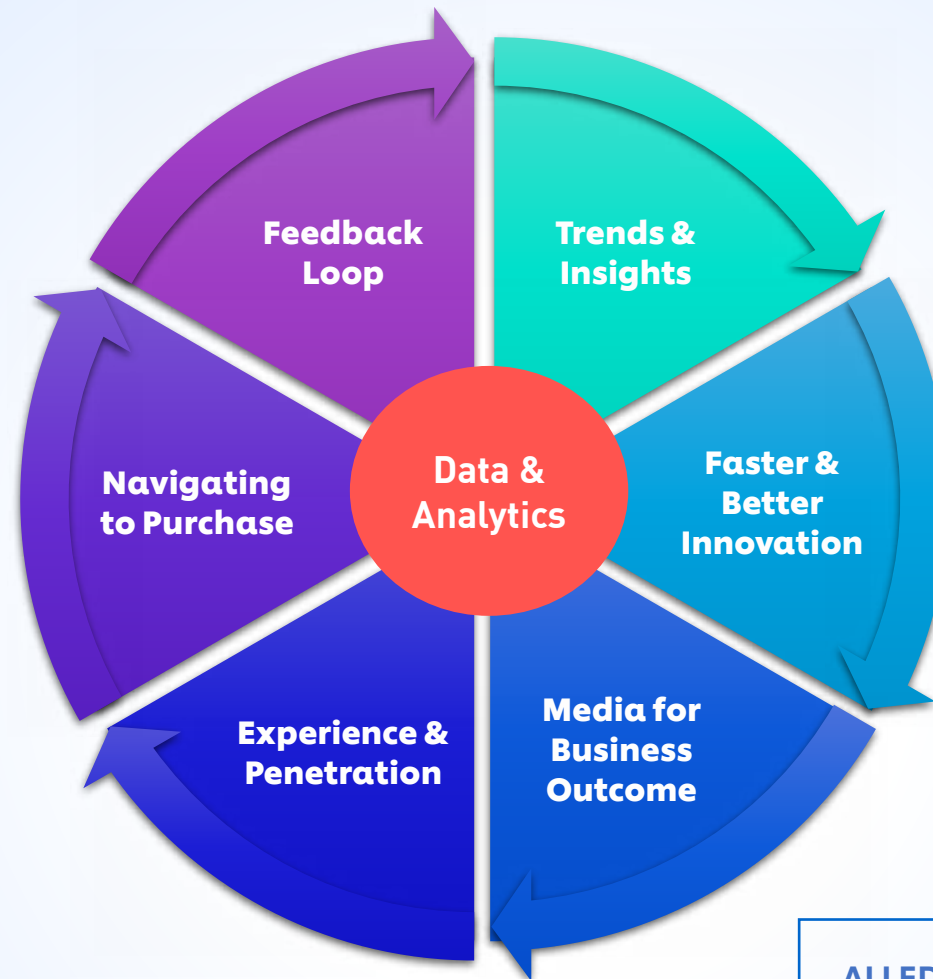 Feedback
Loop
Trends &
Insights
Data &
Analytics
Navigating
to Purchase
Faster &
Better
Innovation
Experience &
Penetration
Media for
Business
Outcome